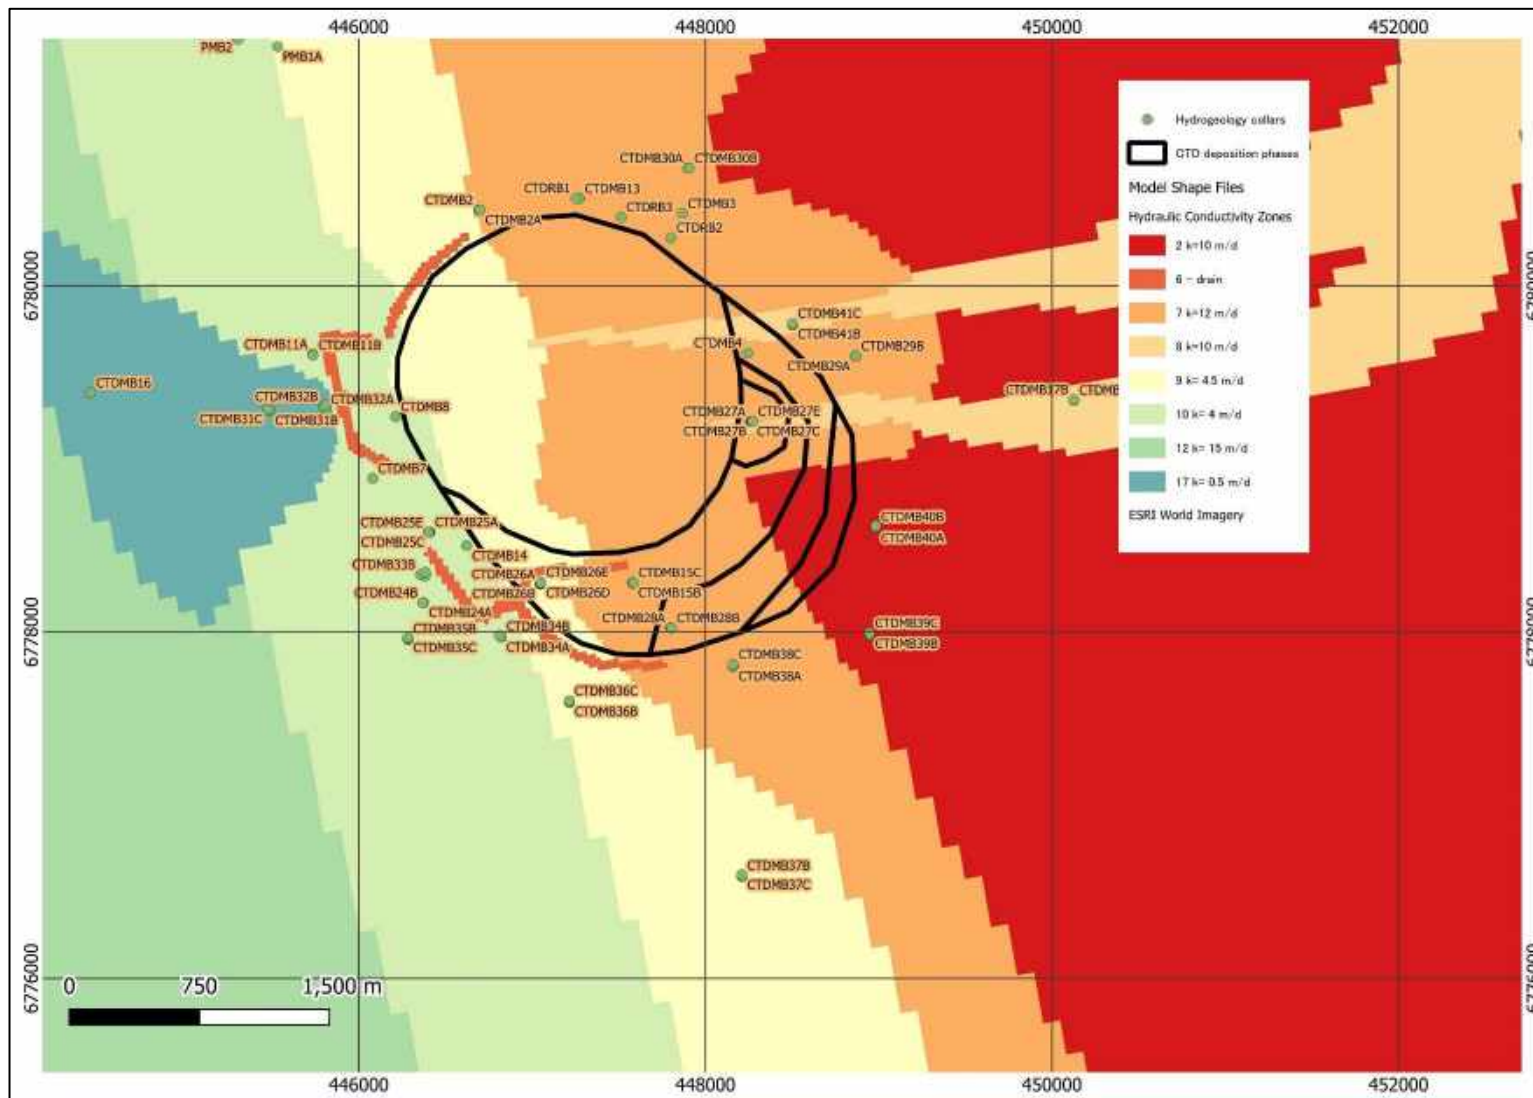 446000
448000
450000
452000
PMB2
PMB1A
CTDMB30A
CTDMB30B
CTDRB1
CTDMB13
CTDMB2
CTDMB2A
CTDRB3
CTDMB3
CTDRB2
6780000
6780000
CTDMB41C
CTDMB41B
CTDMB4
CTDMB29B
CTDMB29A
CTDMB11A
CTDMB11B
CTDMB16
CTDMB32B
CTDMB32A
CTDMB31C
CTDMB31B
CTDMB8
CTDMB27A
CTDMB27E
CTDMB27B
CTDMB27C
CTDMB7
CTDMB25E
CTDMB25A
CTDMB25C
CTDMB14
CTDMB40B
CTDMB40A
CTDMB33B
CTDMB26A
CTDMB26E
CTDMB15C
CTDMB24B
CTDMB26B
CTDMB26D
CTDMB15B
CTDMB24A
CTDMB28A
CTDMB28B
CTDMB35B
CTDMB34B
CTDMB39C
CTDMB35C
CTDMB34A
CTDMB39B
6778000
6778000
CTDMB38C
CTDMB38A
CTDMB36C
CTDMB36B
CTDMB37B
CTDMB37C
6776000
6776000
Hydrogeology collars
CTD deposition phases
Model Shape Files
Hydraulic Conductivity Zones
2 k=10 m/d
6 - drain
7 k=12 m/d
8 k=10 m/d
9 k= 4.5 m/d
10 k= 4 m/d
12 k= 15 m/d
17 k= 0.5 m/d
ESRI World Imagery
0
750
1,500 m
446000
448000
450000
452000